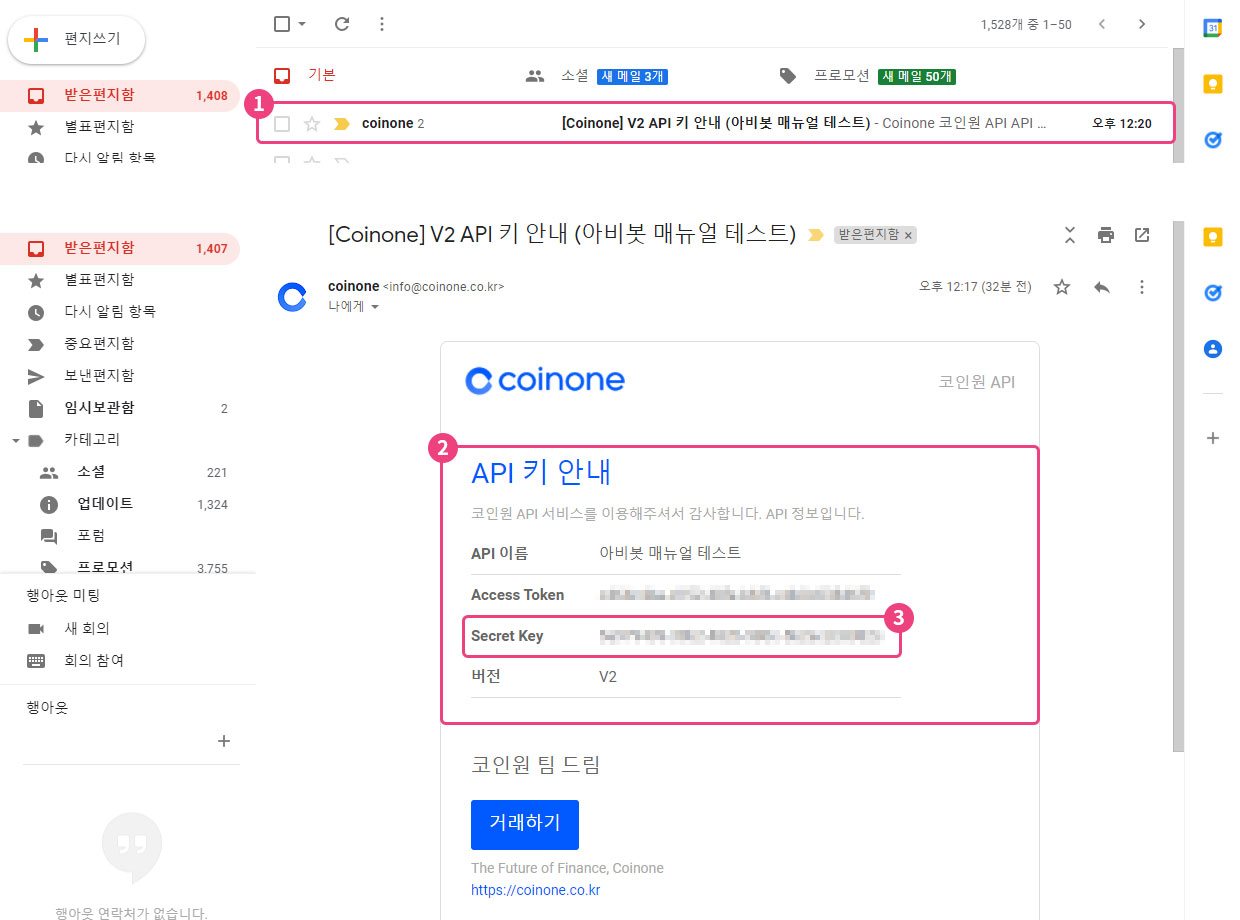 편지쓰기
1,528개 중 1–50
31
기본
소셜 새 메일 3개
프로모션 새 메일 50개
받은편지함 1,408
1
별표편지함
coinone 2 [Coinone] V2 API 키 안내 (아비봇 매뉴얼 테스트) - Coinone 코인원 API API ... 오후 12:20
다시 알림 항목
[Coinone] V2 API 키 안내 (아비봇 매뉴얼 테스트) 받은편지함 ×
받은편지함 1,407
별표편지함
coinone <info@coinone.co.kr> 오후 12:17 (32분 전)
나에게
다시 알림 항목
중요편지함
보낸편지함
임시보관함 2
카테고리
소셜 221
업데이트 1,324
포럼
프로모션 3,755
행아웃 미팅
새 회의
회의 참여
행아웃
행아웃 연락처가 없습니다.
coinone
코인원 API
2
API 키 안내
코인원 API 서비스를 이용해주셔서 감사합니다. API 정보입니다.
API 이름 아비봇 매뉴얼 테스트
Access Token
3
Secret Key
버전 V2
코인원 팀 드림
거래하기
The Future of Finance, Coinone
https://coinone.co.kr